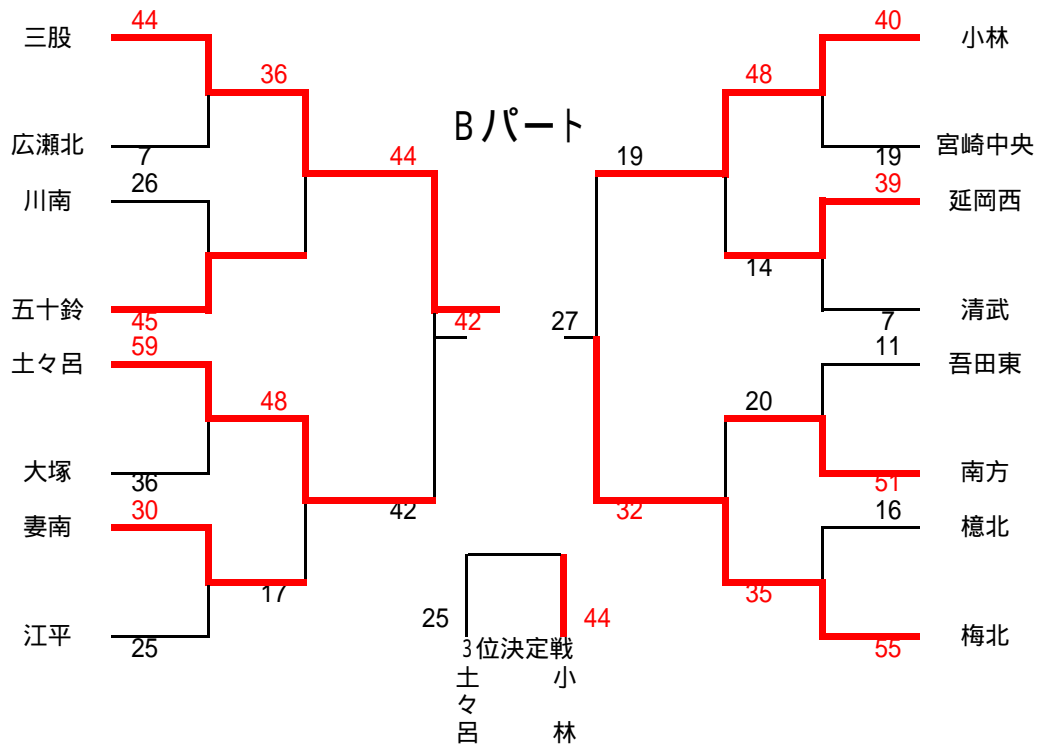 44
40
三股
小林
36
48
Bパート
広瀬北
7
44
19
19
宮崎中央
川南
26
39
延岡西
14
五十鈴
45
42
27
7
清武
土々呂
59
11
吾田東
48
20
大塚
36
51
南方
妻南
30
42
32
16
檍北
17
35
江平
25
25
44
55
梅北
3位決定戦
土々呂
小林